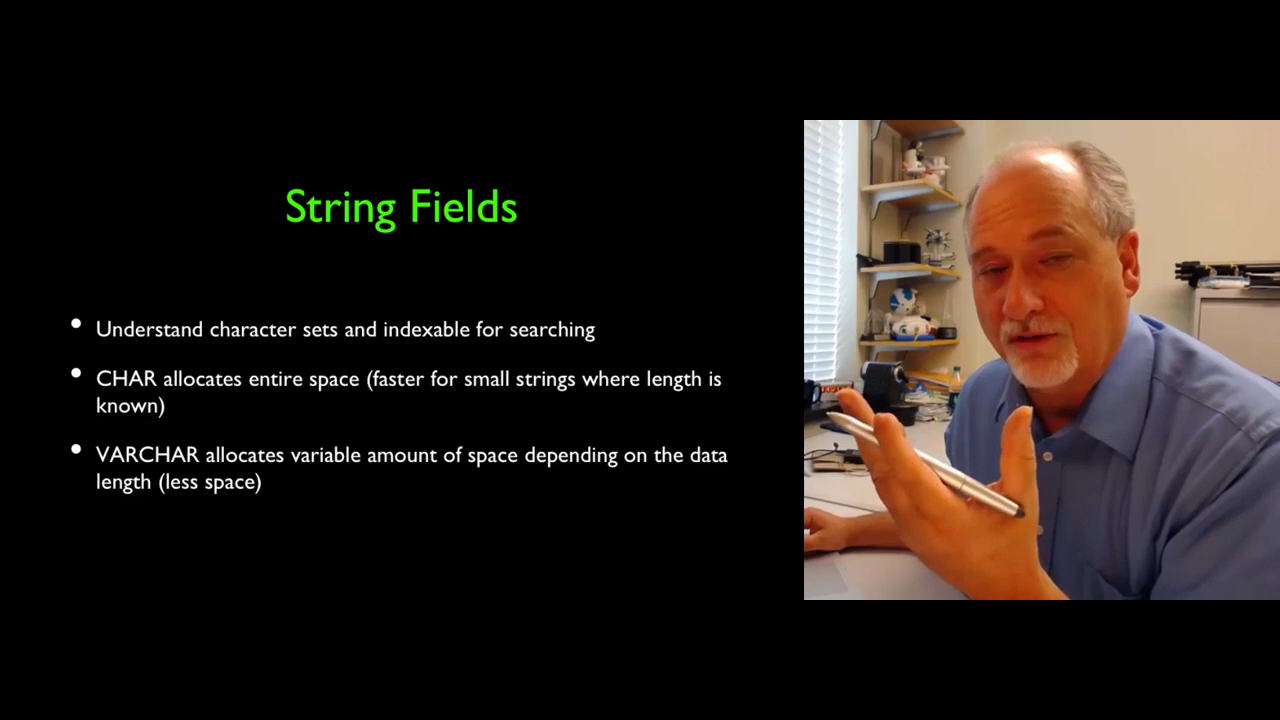 String Fields
• Understand character sets and indexable for searching
• CHAR allocates entire space (faster for small strings where length is
known)
• VARCHAR allocates variable amount of space depending on the data
length (less space)